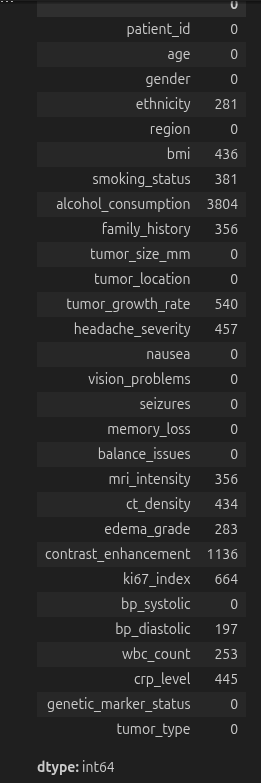 0
patient_id 0
age 0
gender 0
ethnicity 281
region 0
bmi 436
smoking_status 381
alcohol_consumption 3804
family_history 356
tumor_size_mm 0
tumor_location 0
tumor_growth_rate 540
headache_severity 457
nausea 0
vision_problems 0
seizures 0
memory_loss 0
balance_issues 0
mri_intensity 356
ct_density 434
edema_grade 283
contrast_enhancement 1136
ki67_index 664
bp_systolic 0
bp_diastolic 197
wbc_count 253
crp_level 445
genetic_marker_status 0
tumor_type 0
dtype: int64